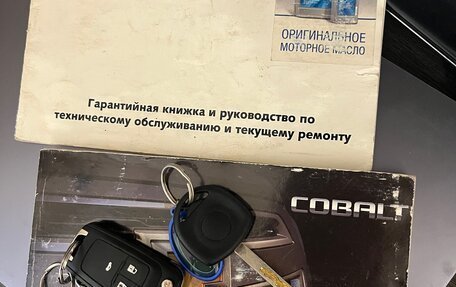 ОРИГИНАЛЬНОЕ
МОТОРНОЕ МАСЛО
Гарантийная книжка и руководство по
техническому обслуживанию и текущему ремонту
COBALT